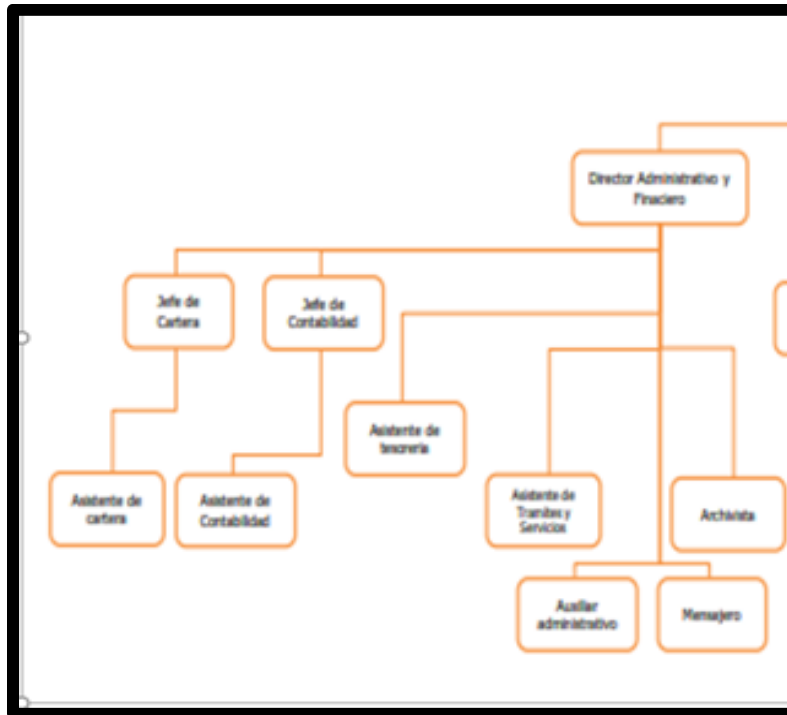 Director Administrativo y
Finaciero
Jefe de
Cartera
Jefe de
Contabilidad
Asistente de
tesoreria
Asistente de
cartera
Asistente de
Contabilidad
Asistente de
Tramites y
Servicios
Archivista
Auxiliar
administrativo
Mensajero